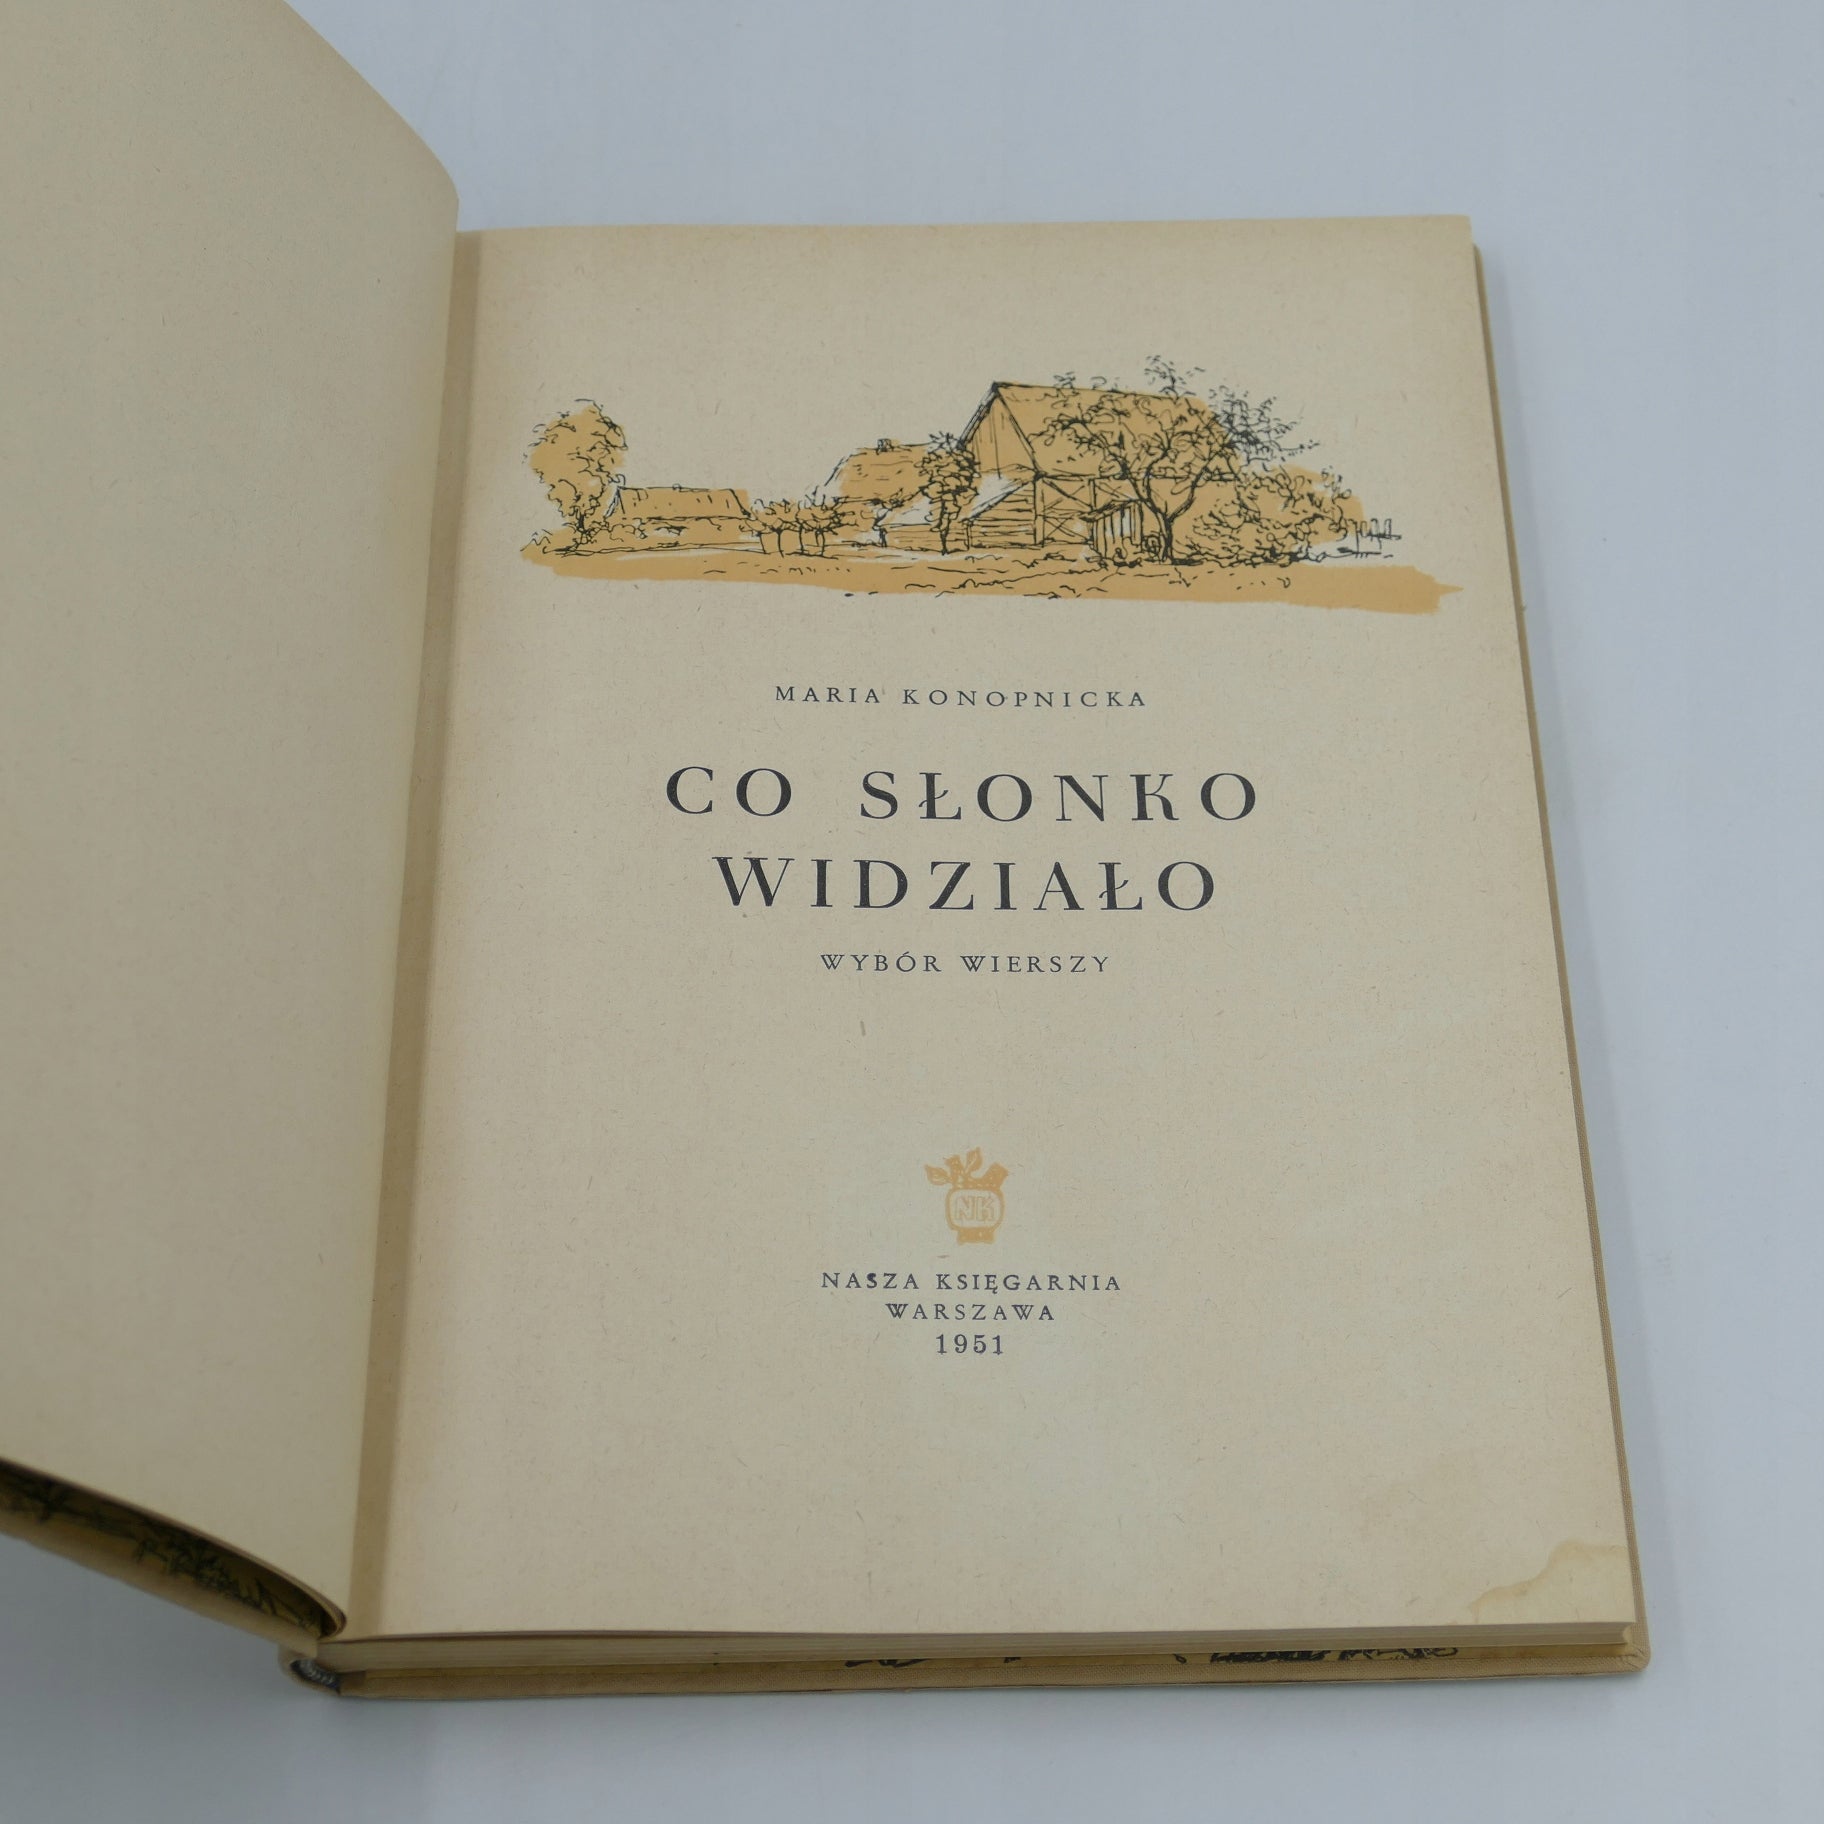 MARIA KONOPNICKA
CO SŁONKO
WIDZIAŁO
WYBÓR WIERSZY
NK
NASZA KSIĘGARNIA
WARSZAWA
1951